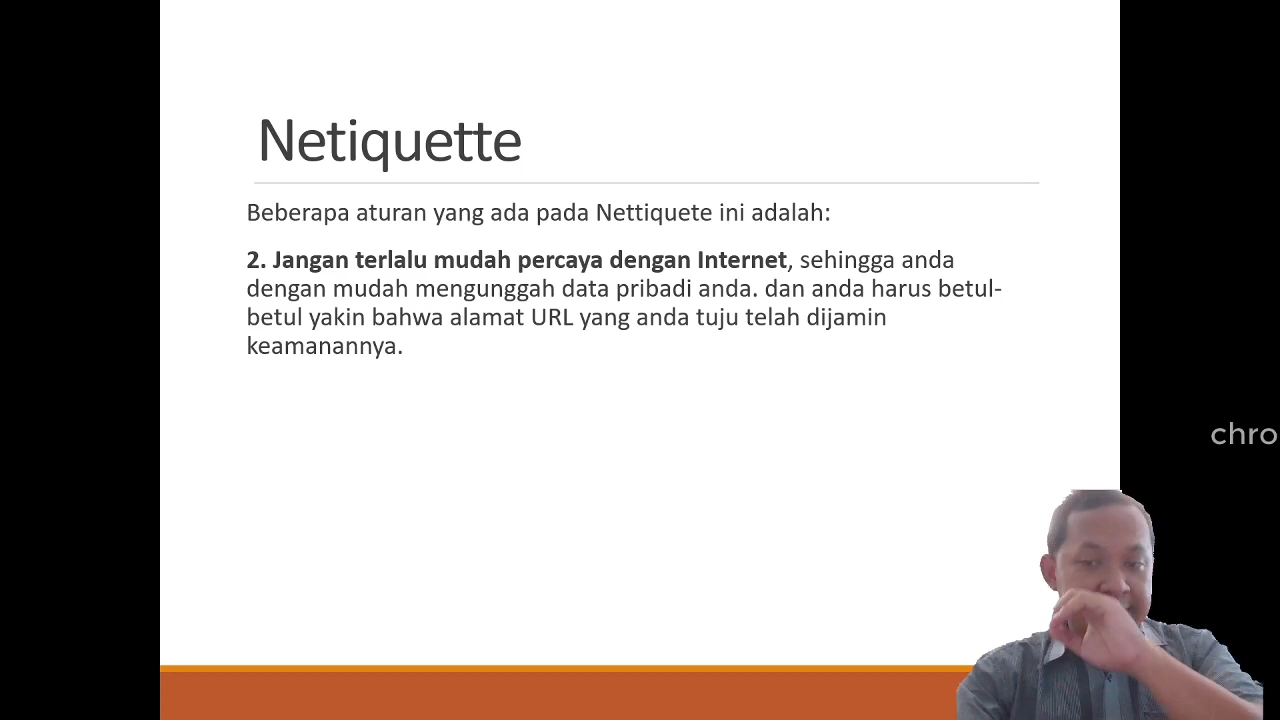 Netiquette
Beberapa aturan yang ada pada Nettiquete ini adalah:
2. Jangan terlalu mudah percaya dengan Internet, sehingga anda
dengan mudah mengunggah data pribadi anda. dan anda harus betul-
betul yakin bahwa alamat URL yang anda tuju telah dijamin
keamanannya.
chro